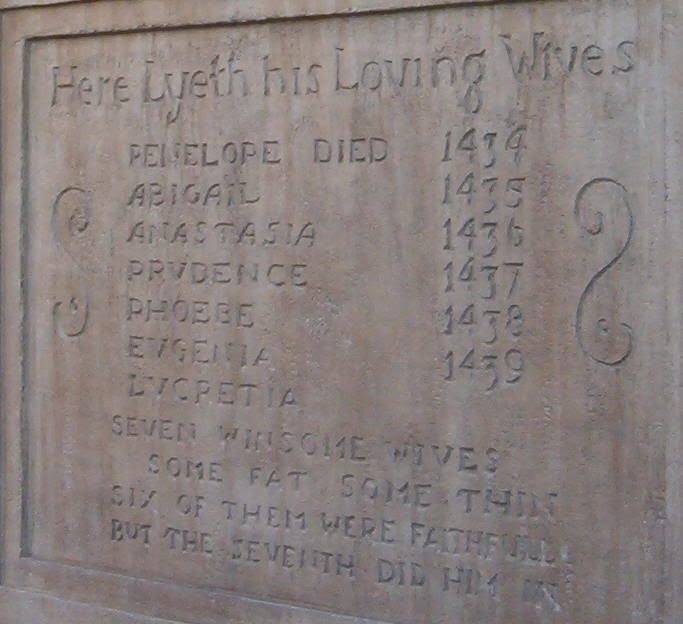 Here Lyeth his Loving Wives
PENELOPE DIED 1434
ABIGAIL 1435
ANASTASIA 1436
PRVDENCE 1437
PHOEBE 1438
EVGENIA 1439
LVCRETIA
SEVEN WINSOME WIVES
SOME FAT SOME THIN
SIX OF THEM WERE FAITHFULL
BUT THE SEVENTH DID HIM IN